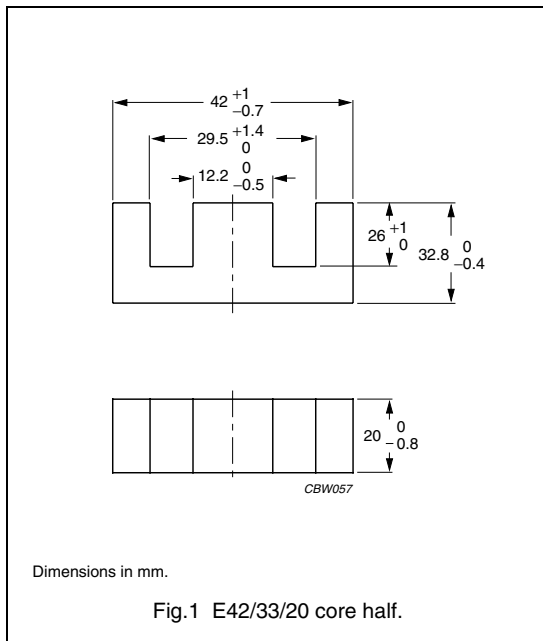 42 +1 −0.7
29.5 +1.4 0
12.2 0 −0.5
26 +1 0
32.8 0 −0.4
20 0 −0.8
CBW057
Dimensions in mm.
Fig.1 E42/33/20 core half.